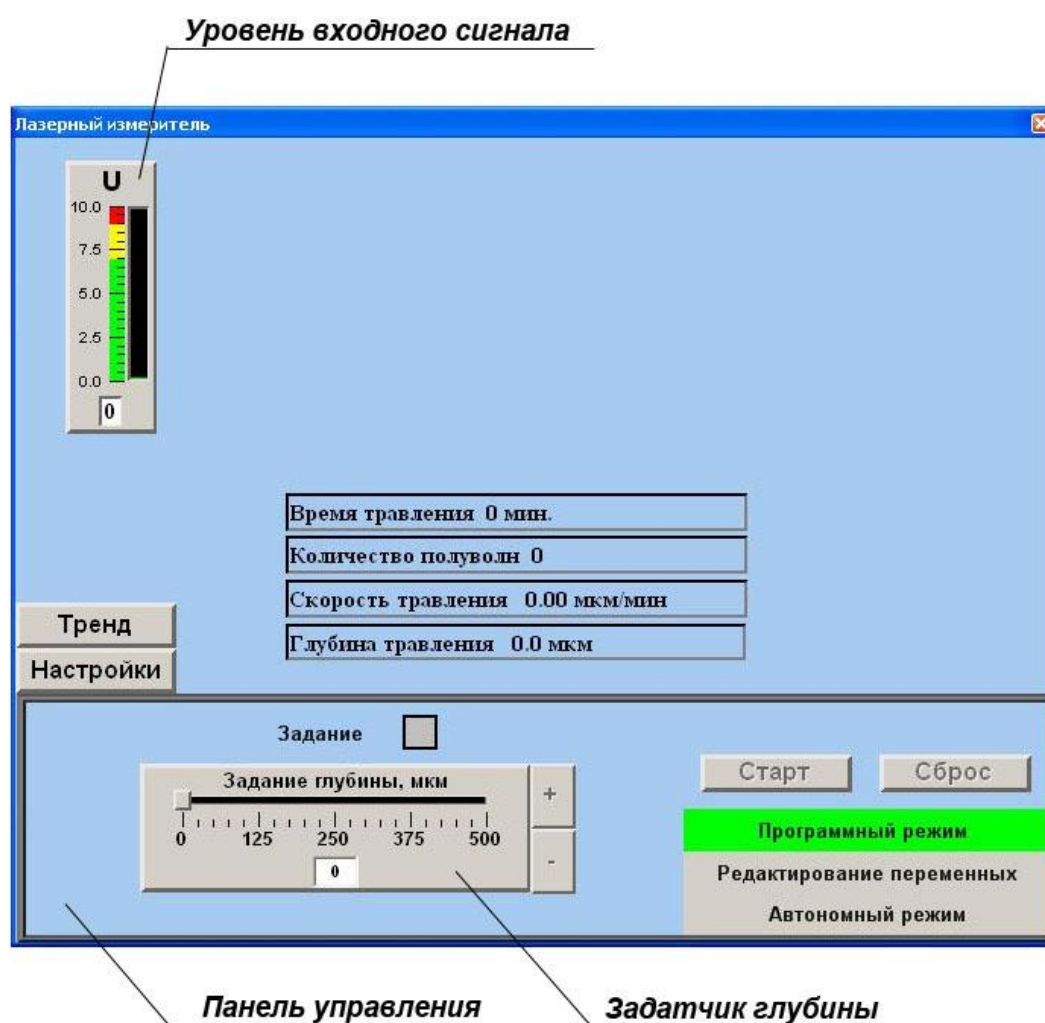 Уровень входного сигнала
Лазерный измеритель
U
10.0
7.5
5.0
2.5
0.0
0
Время травления 0 мин.
Количество полуволн 0
Скорость травления 0.00 мкм/мин
Глубина травления 0.0 мкм
Тренд
Настройки
Задание
Задание глубины, мкм
0 125 250 375 500
0
+
-
Старт Сброс
Программный режим
Редактирование переменных
Автономный режим
Панель управления
Задатчик глубины